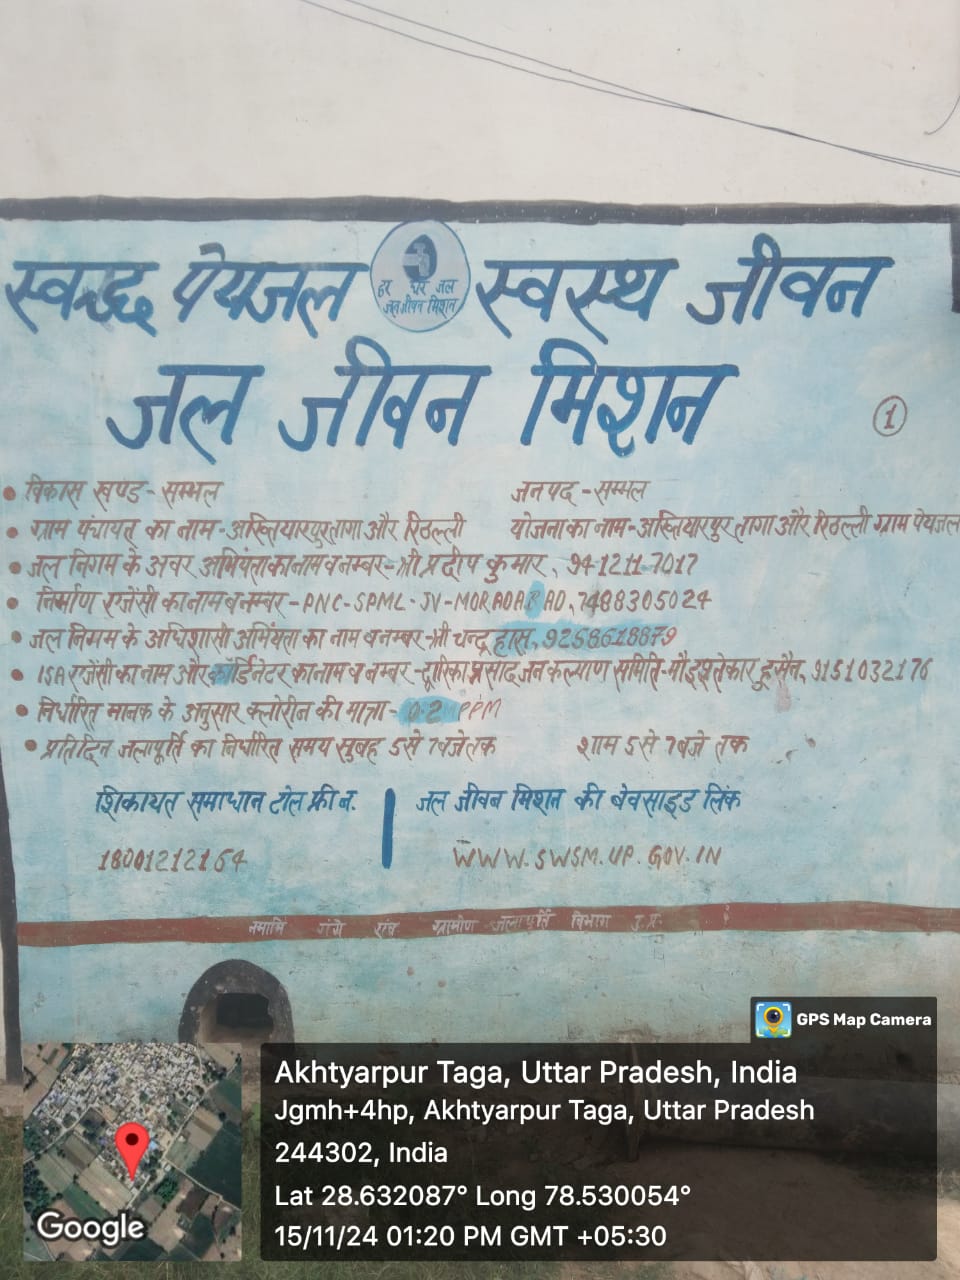 स्वच्छ पेयजल स्वस्थ जीवन
हर घर जल
जल जीवन मिशन
जल जीवन मिशन
1
• विकास खण्ड - सम्भल जनपद - सम्भल
• ग्राम पंचायत का नाम - अख्तियारपुर तागा और रिठल्ली योजना का नाम - अख्तियारपुर तागा और रिठल्ली ग्राम पेयजल
• जल निगम के अवर अभियंता का नाम व नम्बर - श्री प्रदीप कुमार, 941211-7017
• निर्माण एजेंसी का नाम व नम्बर - PNC-SPML-JV-MORADABAD, 7488305024
• जल निगम के अधिशासी अभियंता का नाम व नम्बर - श्री चन्द्रहास, 9258618879
• ISA एजेंसी का नाम और कॉर्डिनेटर का नाम व नम्बर - द्वारिका प्रसाद जन कल्याण समिति - मौ इश्तेकार हुसैन, 9151032176
• निर्धारित मानक के अनुसार क्लोरीन की मात्रा - 0.2 PPM
• प्रतिदिन जलापूर्ति का निर्धारित समय सुबह 5 से 7 बजे तक शाम 5 से 7 बजे तक
शिकायत समाधान टोल फ्री न. जल जीवन मिशन की वेवसाइड लिंक
18001212164 WWW.SWSM.UP.GOV.IN
नमामि गंगे एंव ग्रामीण जलापूर्ति विभाग उ.प्र.
GPS Map Camera
Akhtyarpur Taga, Uttar Pradesh, India
Jgmh+4hp, Akhtyarpur Taga, Uttar Pradesh
244302, India
Lat 28.632087° Long 78.530054°
15/11/24 01:20 PM GMT +05:30
Google